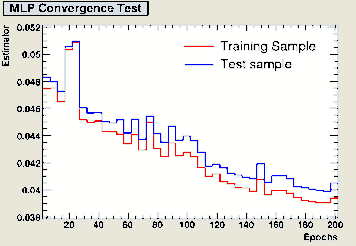 MLP Convergence Test
Estimator
0.052
0.05
0.048
0.046
0.044
0.042
0.04
0.038
Training Sample
Test sample
20 40 60 80 100 120 140 160 180 200
Epochs